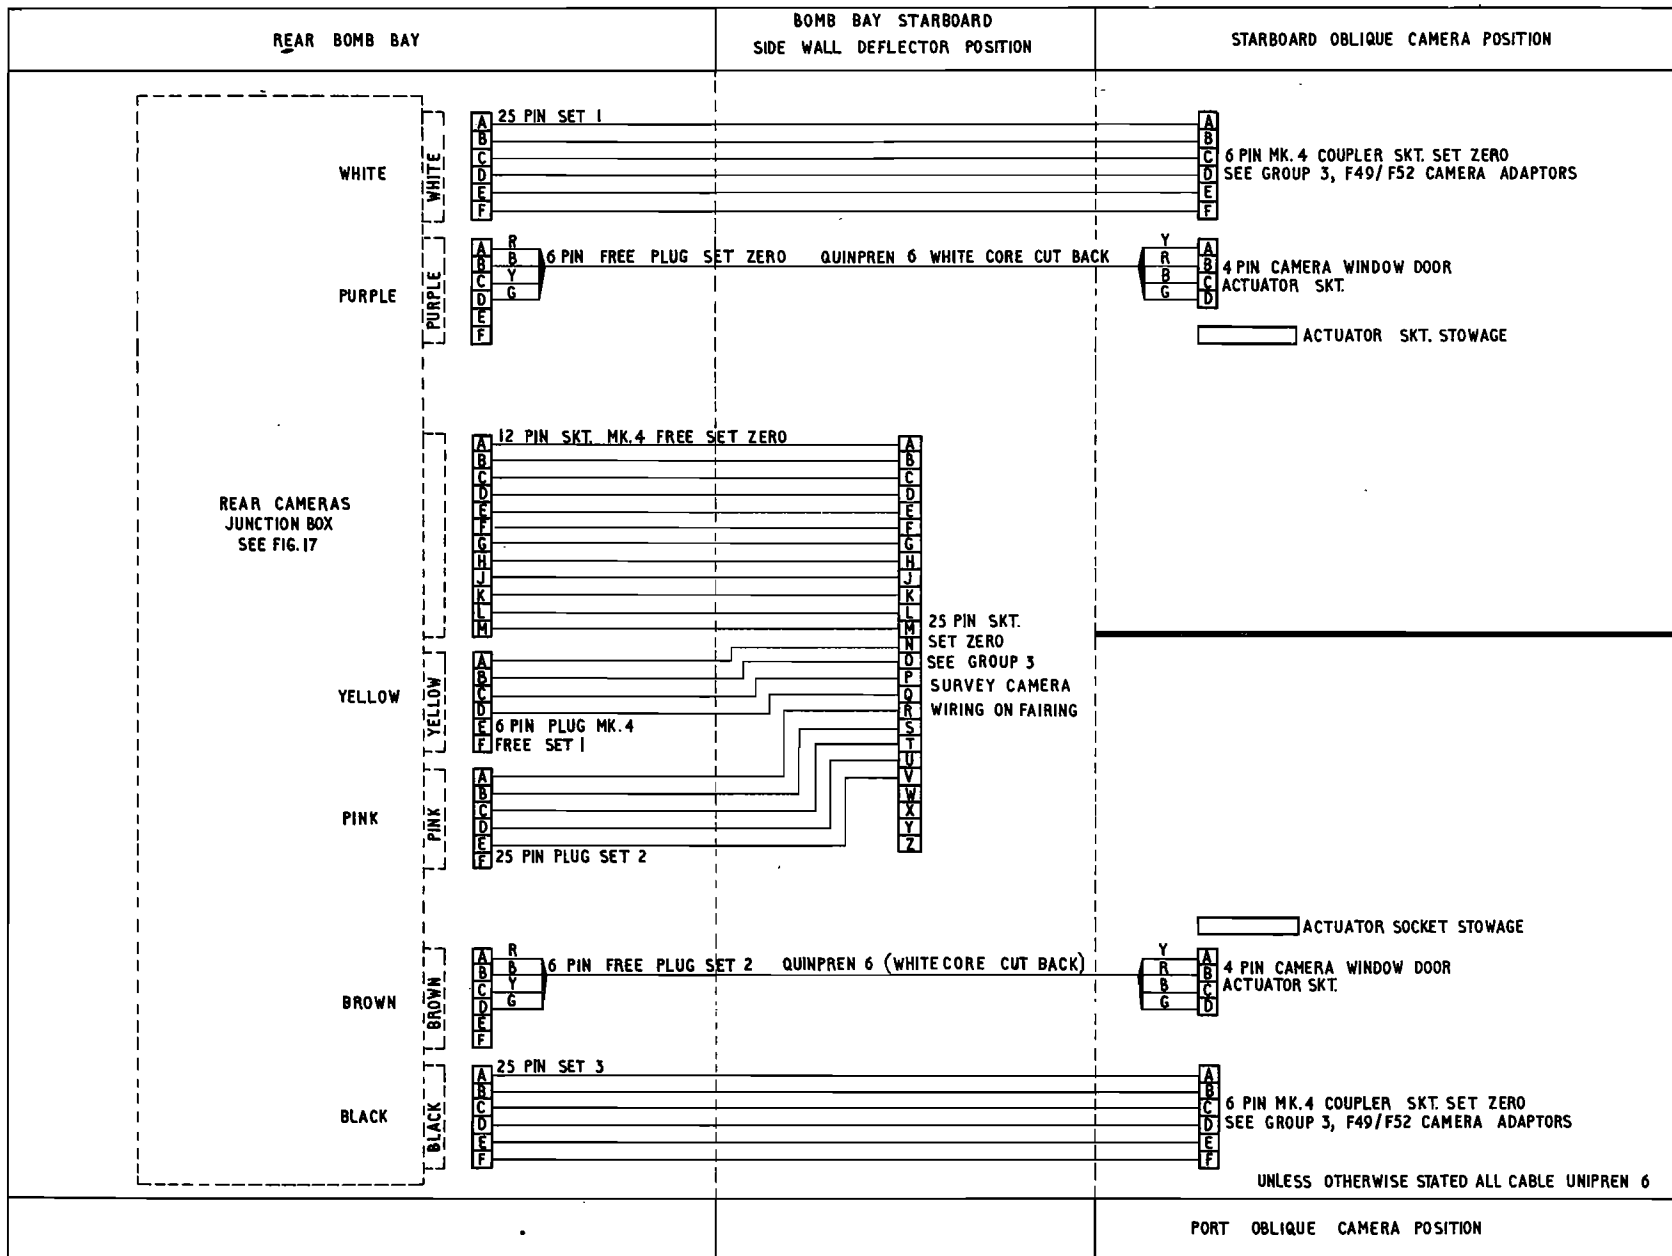 REAR BOMB BAY
BOMB BAY STARBOARD
SIDE WALL DEFLECTOR POSITION
STARBOARD OBLIQUE CAMERA POSITION
WHITE
WHITE
A
B
C
D
E
F
25 PIN SET 1
A
B
C
D
E
F
6 PIN MK.4 COUPLER SKT. SET ZERO
SEE GROUP 3, F49/F52 CAMERA ADAPTORS
PURPLE
PURPLE
A
B
C
D
E
F
R
B
Y
G
6 PIN FREE PLUG SET ZERO
QUINPREN 6 WHITE CORE CUT BACK
Y
R
B
G
A
B
C
D
4 PIN CAMERA WINDOW DOOR
ACTUATOR SKT.
ACTUATOR SKT. STOWAGE
REAR CAMERAS
JUNCTION BOX
SEE FIG. 17
A
B
C
D
E
F
G
H
J
K
L
M
12 PIN SKT. MK.4 FREE SET ZERO
A
B
C
D
E
F
G
H
J
K
L
M
N
O
P
Q
R
S
T
U
V
W
X
Y
Z
25 PIN SKT.
SET ZERO
SEE GROUP 3
SURVEY CAMERA
WIRING ON FAIRING
YELLOW
YELLOW
A
B
C
D
E
F
6 PIN PLUG MK.4
FREE SET 1
PINK
PINK
A
B
C
D
E
F
25 PIN PLUG SET 2
ACTUATOR SOCKET STOWAGE
BROWN
BROWN
A
B
C
D
E
F
R
B
Y
G
6 PIN FREE PLUG SET 2
QUINPREN 6 (WHITE CORE CUT BACK)
Y
R
B
G
A
B
C
D
4 PIN CAMERA WINDOW DOOR
ACTUATOR SKT.
BLACK
BLACK
A
B
C
D
E
F
25 PIN SET 3
A
B
C
D
E
F
6 PIN MK.4 COUPLER SKT. SET ZERO
SEE GROUP 3, F49/F52 CAMERA ADAPTORS
UNLESS OTHERWISE STATED ALL CABLE UNIPREN 6
PORT OBLIQUE CAMERA POSITION